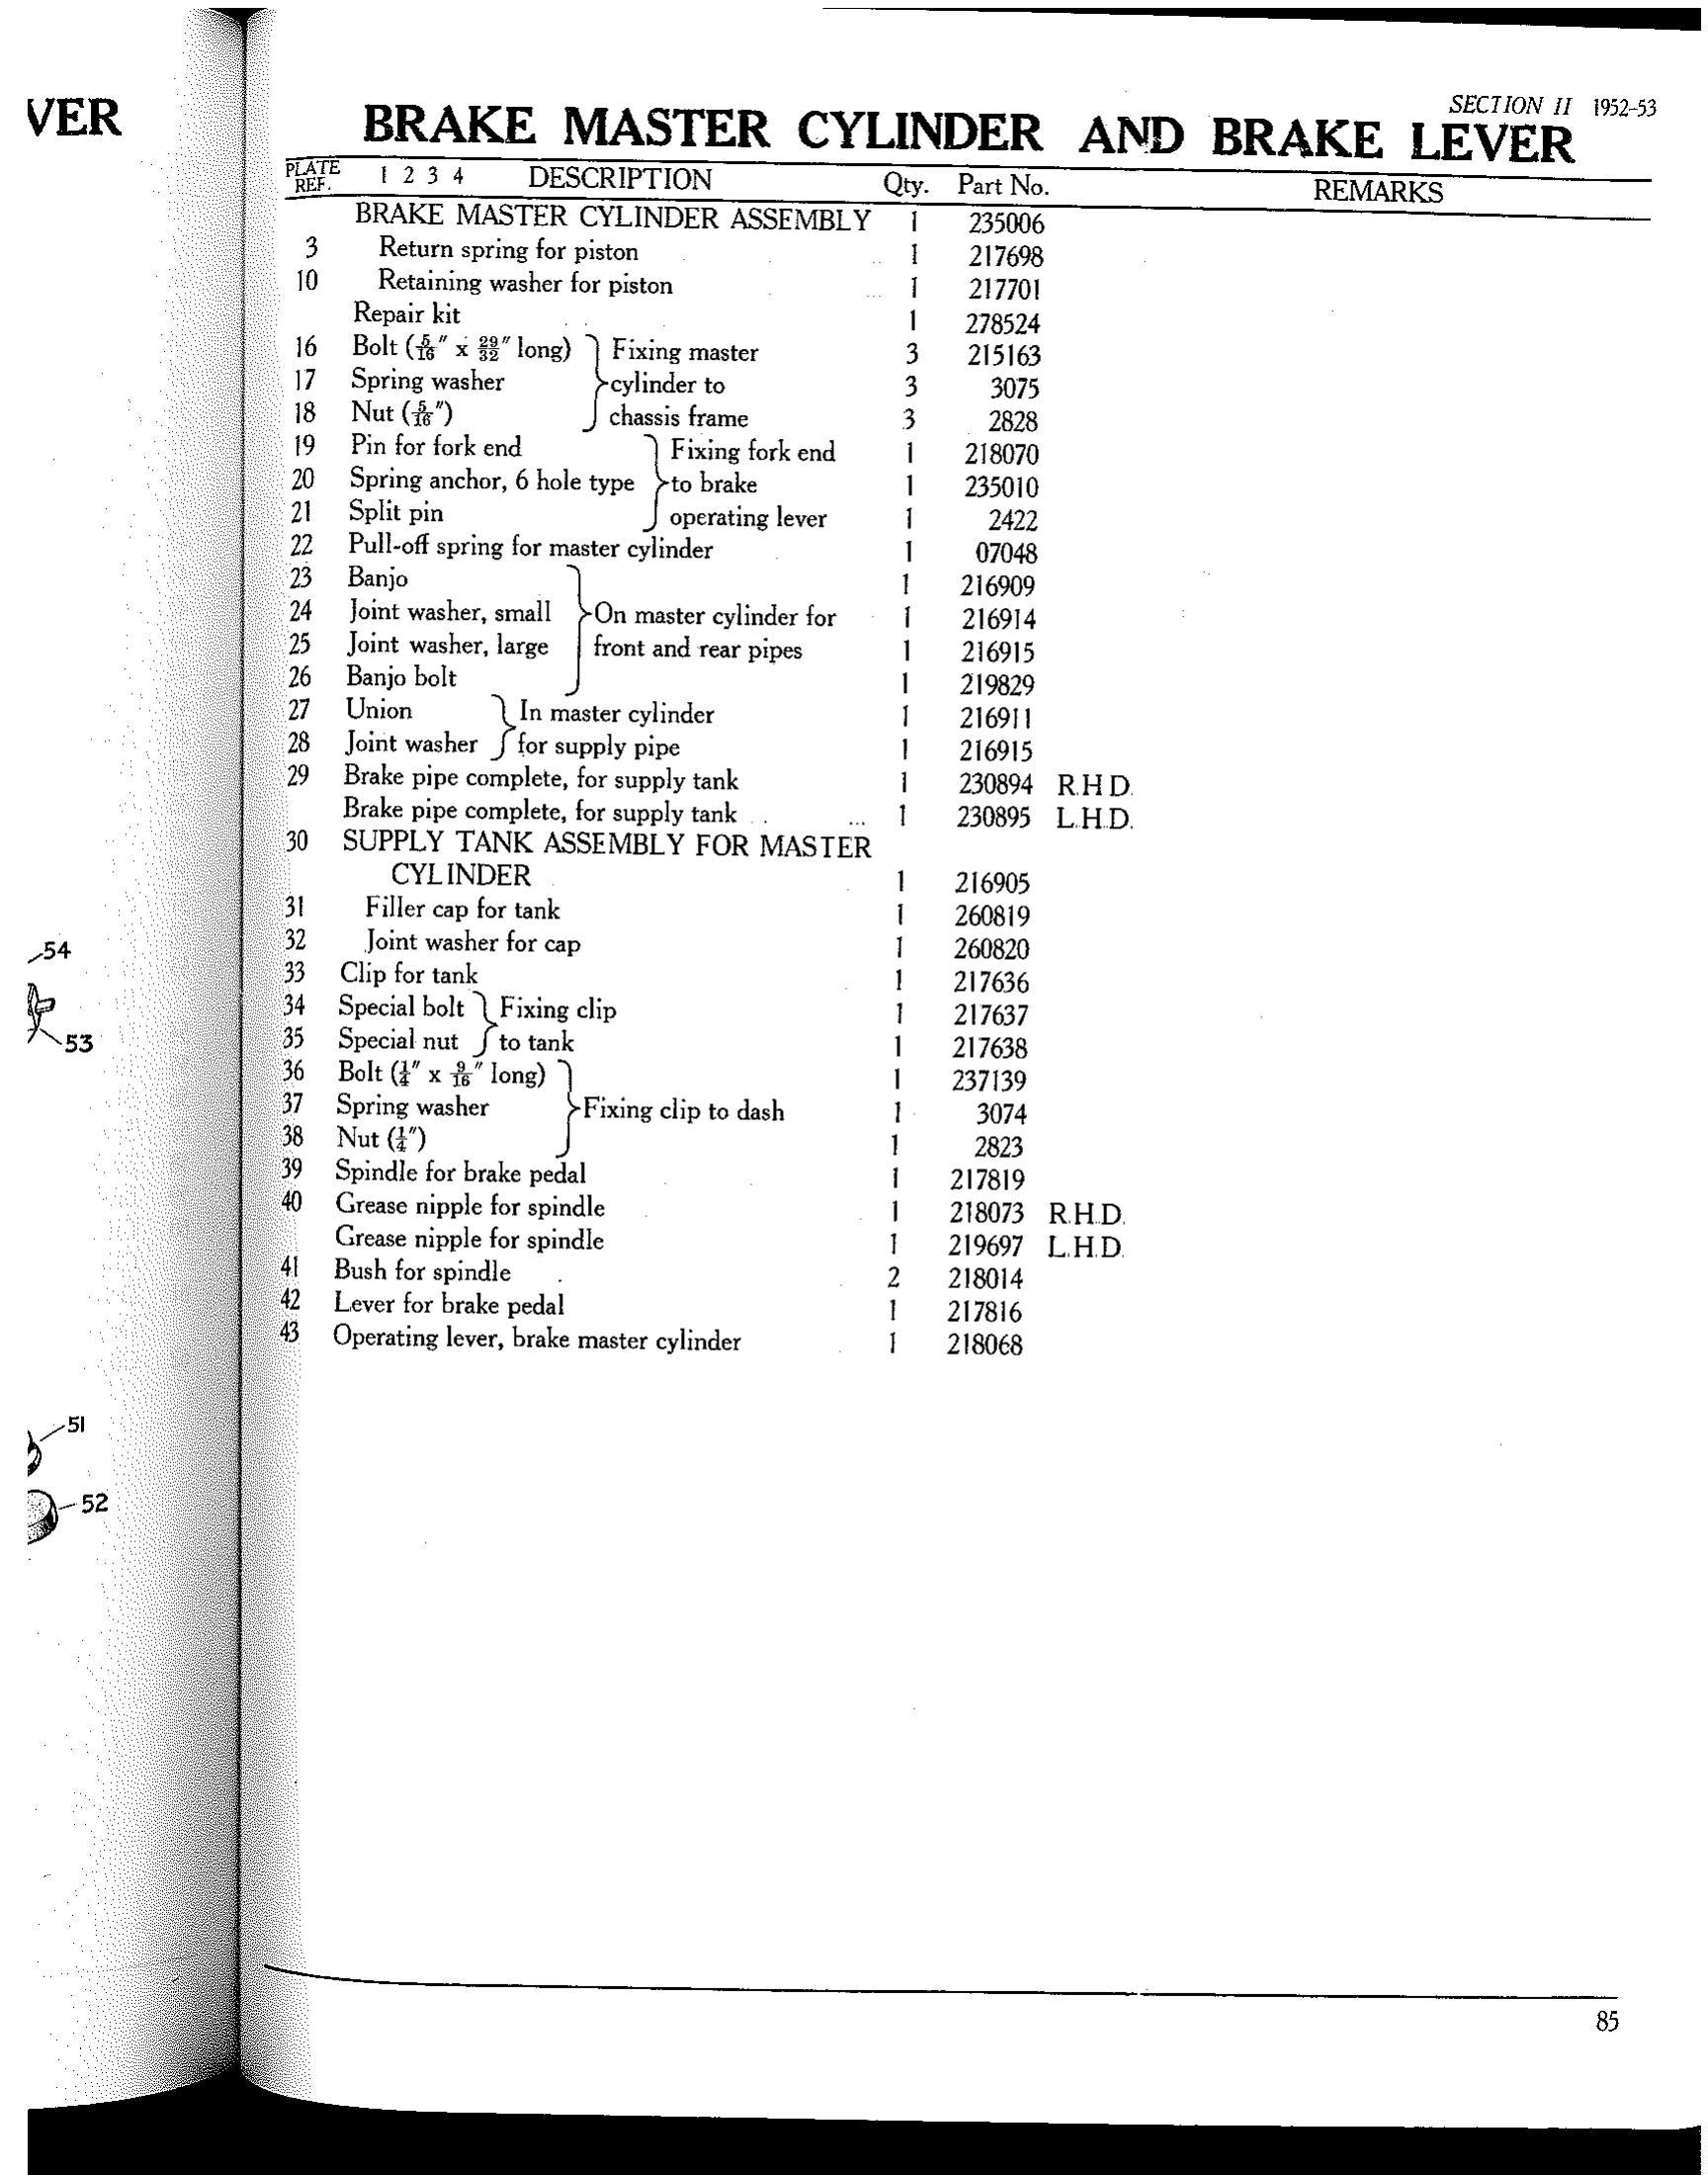 VER
SECTION II 1952-53
BRAKE MASTER CYLINDER AND BRAKE LEVER
PLATE REF. 1 2 3 4 DESCRIPTION Qty. Part No. REMARKS
BRAKE MASTER CYLINDER ASSEMBLY 1 235006
3 Return spring for piston 1 217698
10 Retaining washer for piston ... 1 217701
Repair kit 1 278524
16 Bolt (5/16" x 29/32" long) } Fixing master 3 215163
17 Spring washer } cylinder to 3 3075
18 Nut (5/16") } chassis frame 3 2828
19 Pin for fork end } Fixing fork end 1 218070
20 Spring anchor, 6 hole type } to brake 1 235010
21 Split pin } operating lever 1 2422
22 Pull-off spring for master cylinder 1 07048
23 Banjo 1 216909
24 Joint washer, small } On master cylinder for 1 216914
25 Joint washer, large } front and rear pipes 1 216915
26 Banjo bolt 1 219829
27 Union } In master cylinder 1 216911
28 Joint washer } for supply pipe 1 216915
29 Brake pipe complete, for supply tank 1 230894 R.H.D.
Brake pipe complete, for supply tank ... 1 230895 L.H.D.
30 SUPPLY TANK ASSEMBLY FOR MASTER
CYLINDER 1 216905
31 Filler cap for tank 1 260819
32 Joint washer for cap 1 260820
33 Clip for tank 1 217636
34 Special bolt } Fixing clip 1 217637
35 Special nut } to tank 1 217638
36 Bolt (1/4" x 9/16" long) 1 237139
37 Spring washer } Fixing clip to dash 1 3074
38 Nut (1/4") 1 2823
39 Spindle for brake pedal 1 217819
40 Grease nipple for spindle 1 218073 R.H.D.
Grease nipple for spindle 1 219697 L.H.D.
41 Bush for spindle 2 218014
42 Lever for brake pedal 1 217816
43 Operating lever, brake master cylinder 1 218068
54
53
51
52
85